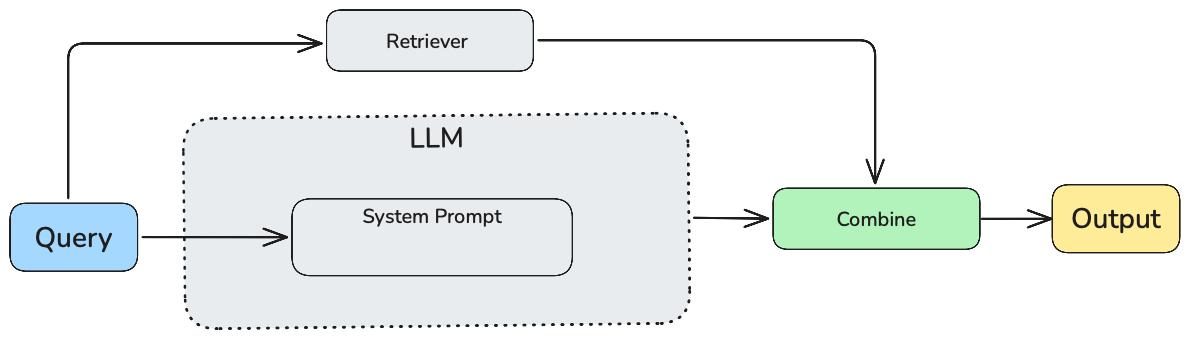 Retriever
LLM
System Prompt
Query
Combine
Output